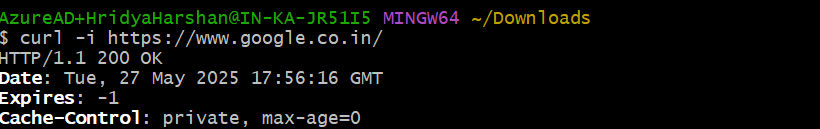 AzureAD+HridyaHarshan@IN-KA-JR51I5 MINGW64 ~/Downloads
$ curl -i https://www.google.co.in/
HTTP/1.1 200 OK
Date: Tue, 27 May 2025 17:56:16 GMT
Expires: -1
Cache-Control: private, max-age=0